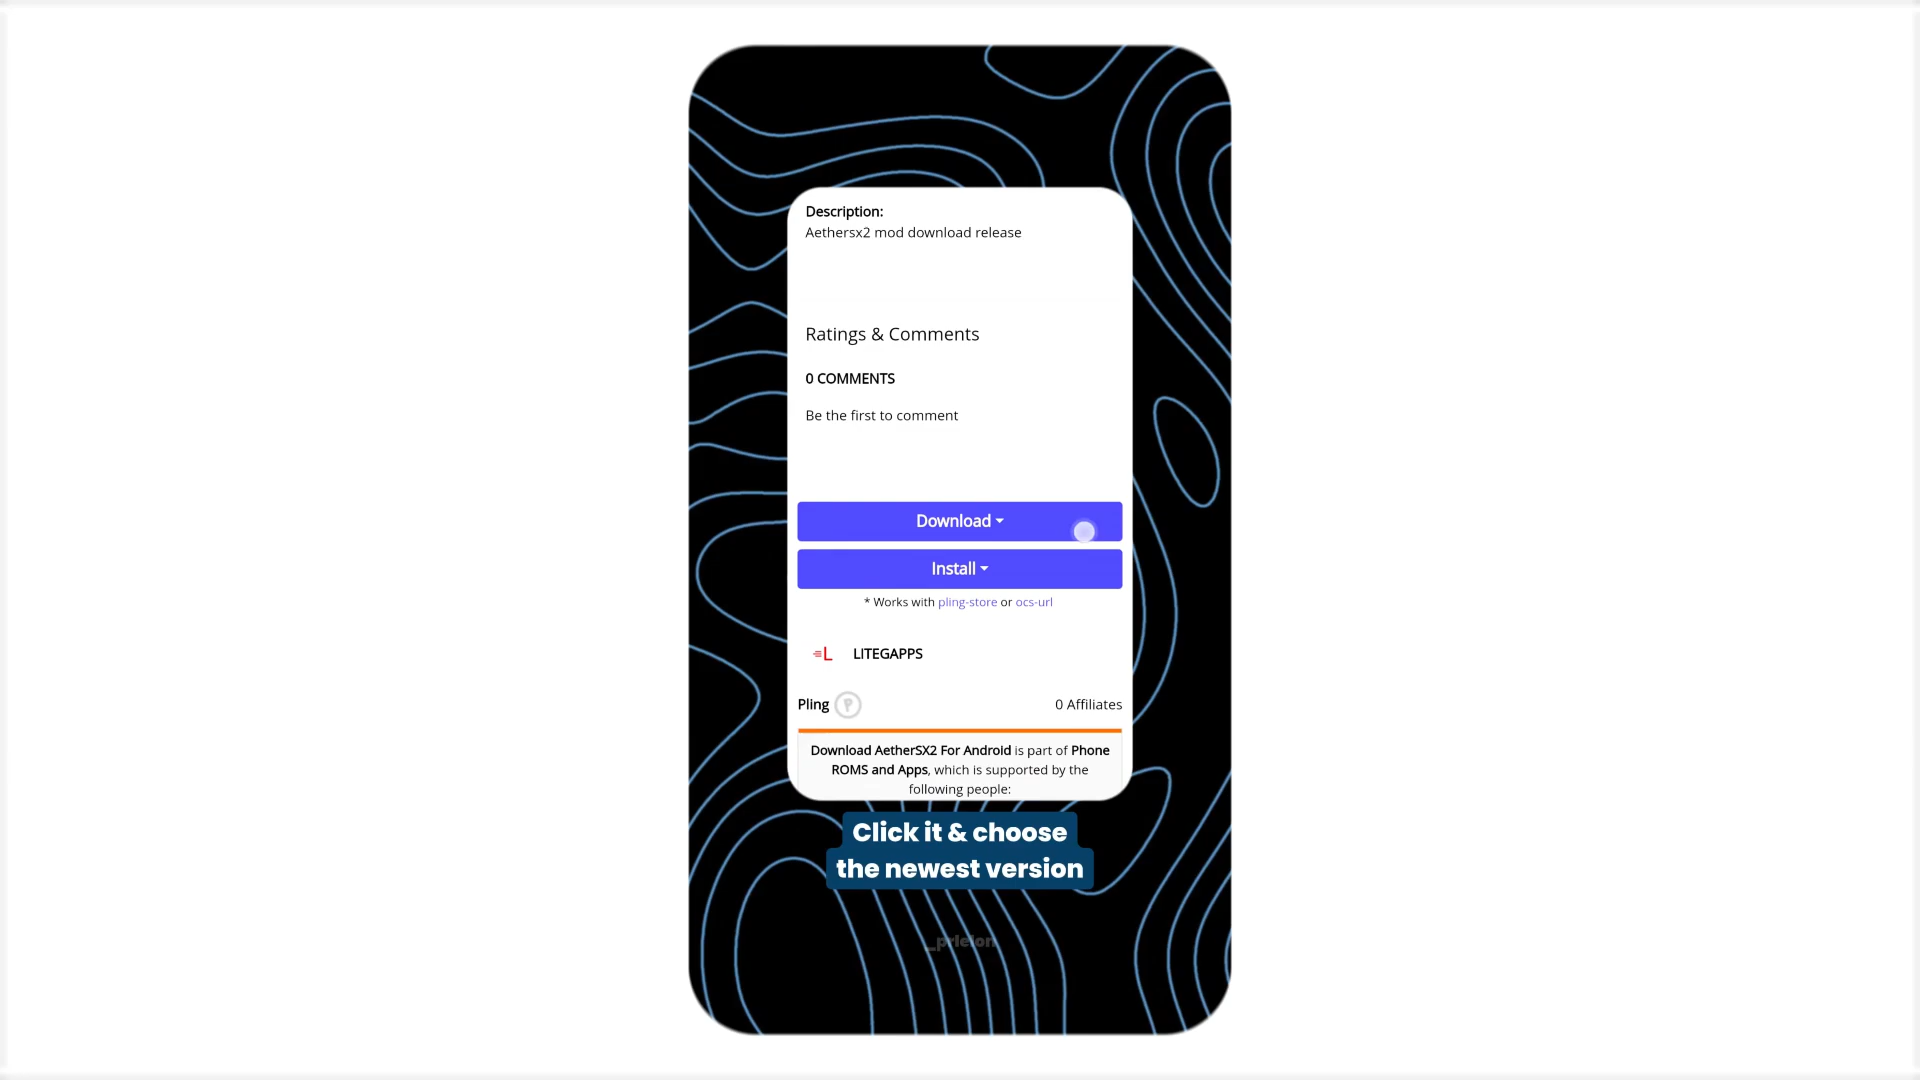 Description:
Aethersx2 mod download release
Ratings & Comments
0 COMMENTS
Be the first to comment
Download
Install
* Works with pling-store or ocs-url
L LITEGAPPS
Pling P 0 Affiliates
Download AetherSX2 For Android is part of Phone
ROMS and Apps, which is supported by the
following people:
Click it & choose
the newest version